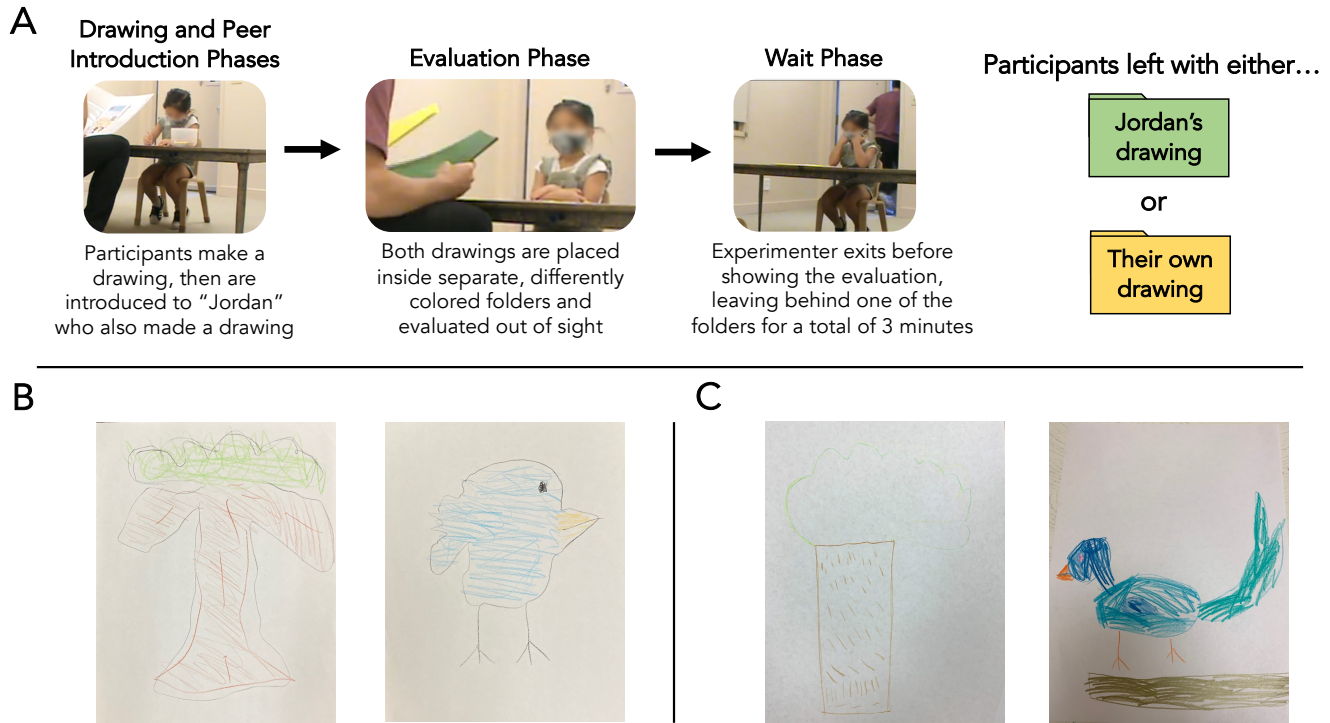 A
Drawing and Peer
Introduction Phases
Participants make a
drawing, then are
introduced to “Jordan”
who also made a drawing
Evaluation Phase
Both drawings are placed
inside separate, differently
colored folders and
evaluated out of sight
Wait Phase
Experimenter exits before
showing the evaluation,
leaving behind one of the
folders for a total of 3 minutes
Participants left with either...
Jordan’s
drawing
or
Their own
drawing
B
C